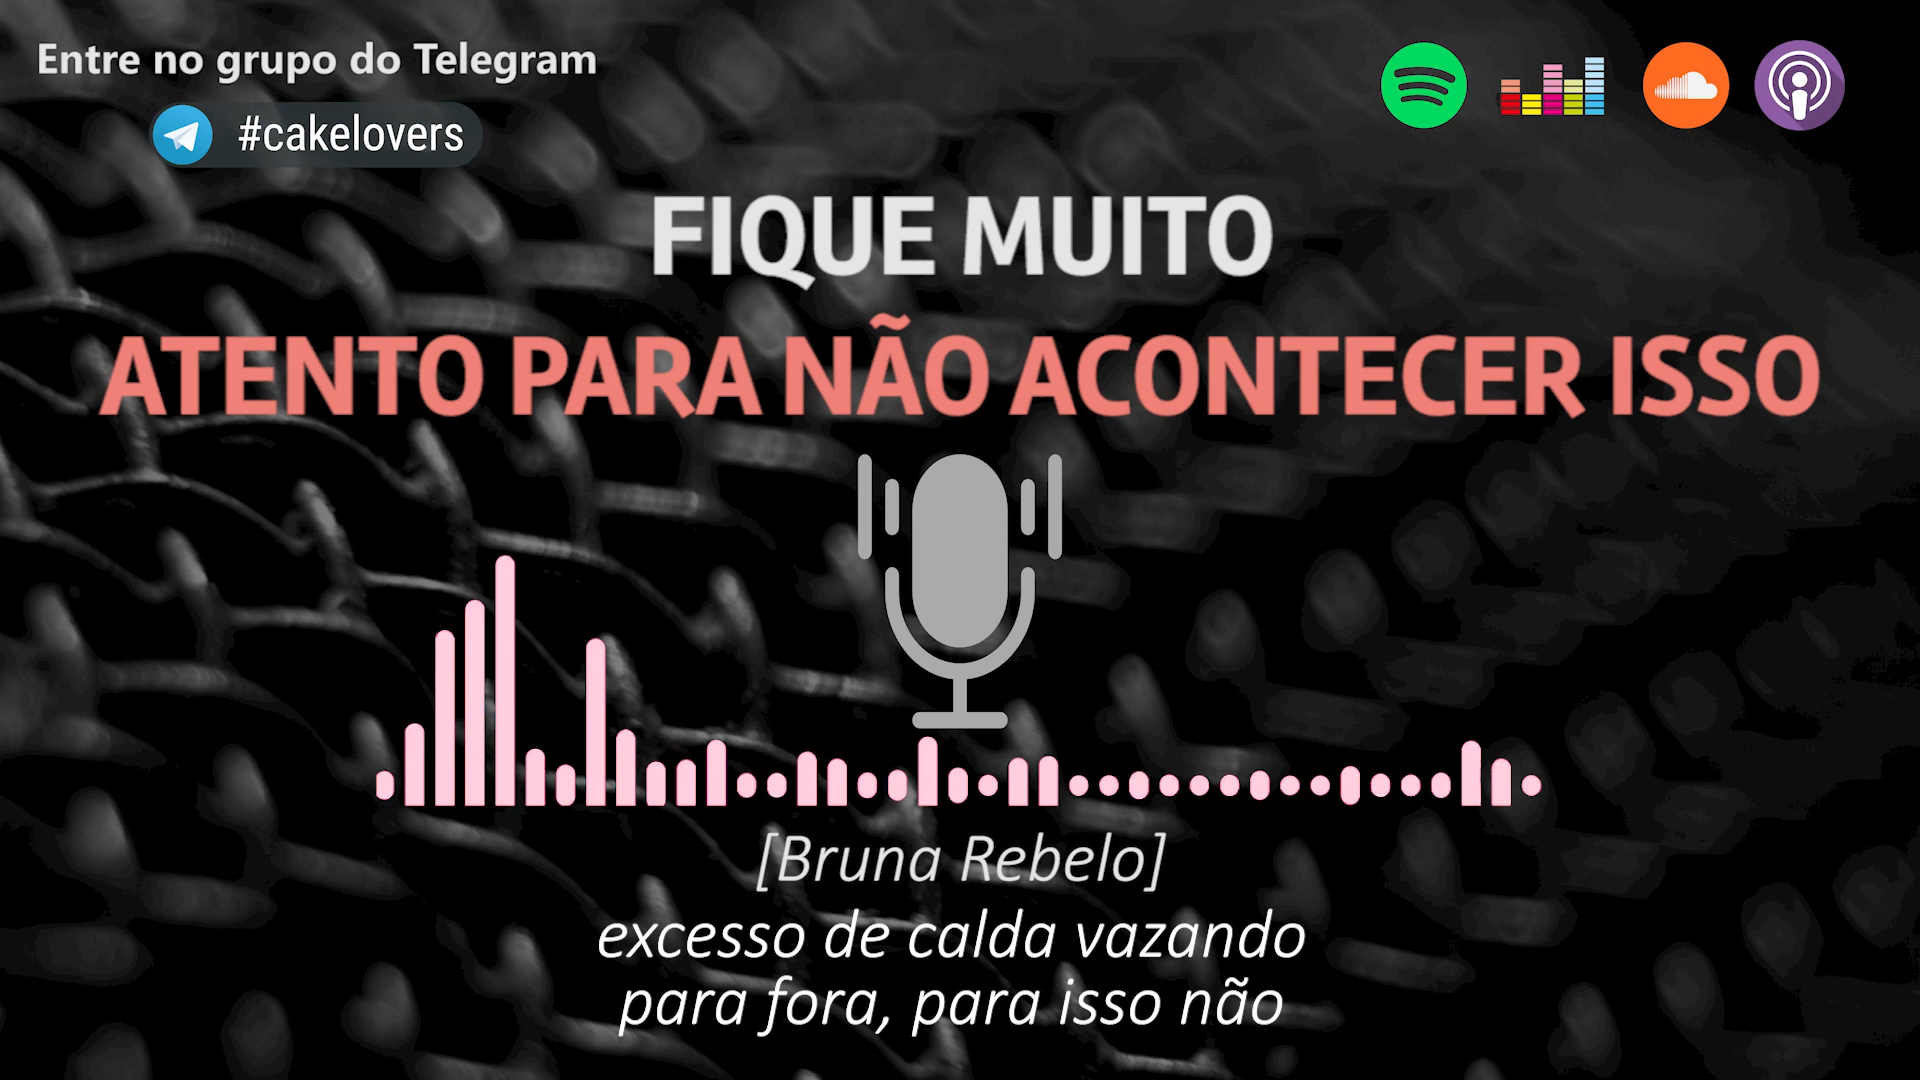 Entre no grupo do Telegram
#cakelovers
FIQUE MUITO
ATENTO PARA NÃO ACONTECER ISSO
[Bruna Rebelo]
excesso de calda vazando
para fora, para isso não